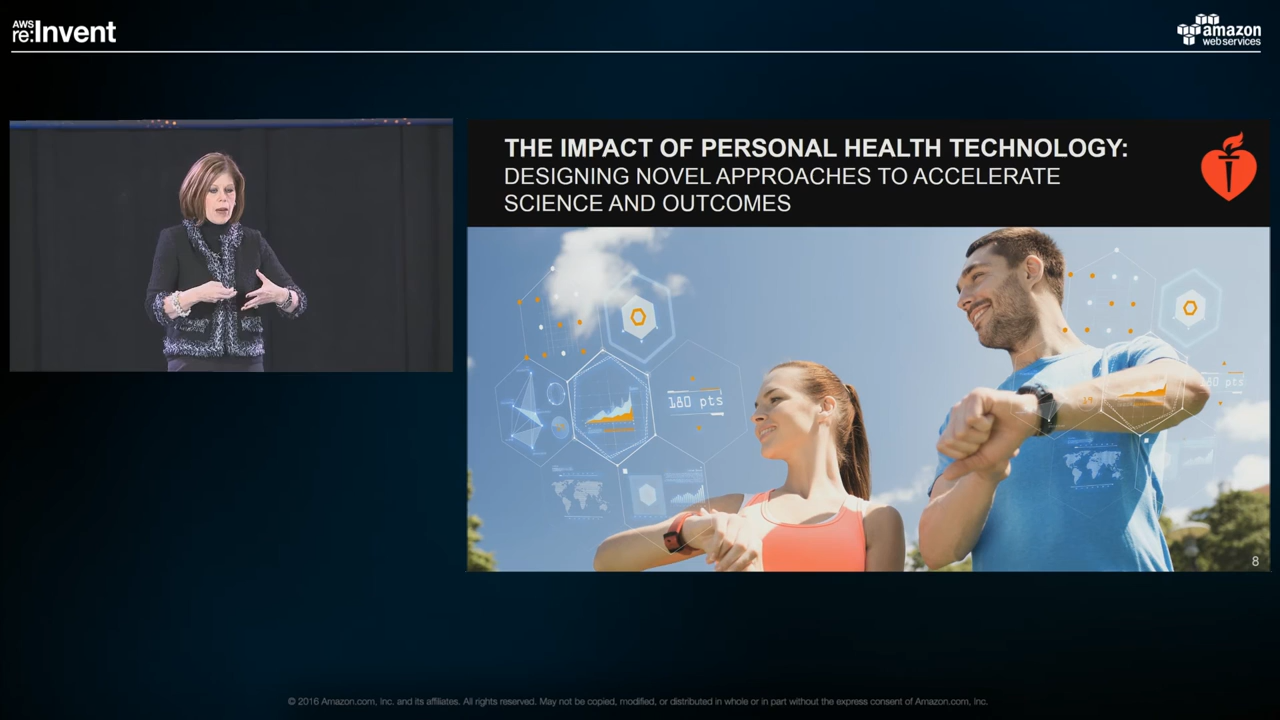 AWS
re:Invent
amazon
web services
THE IMPACT OF PERSONAL HEALTH TECHNOLOGY:
DESIGNING NOVEL APPROACHES TO ACCELERATE
SCIENCE AND OUTCOMES
180 pts
80 pts
8
© 2016 Amazon.com, Inc. and its affiliates. All rights reserved. May not be copied, modified, or distributed in whole or in part without the express consent of Amazon.com, Inc.